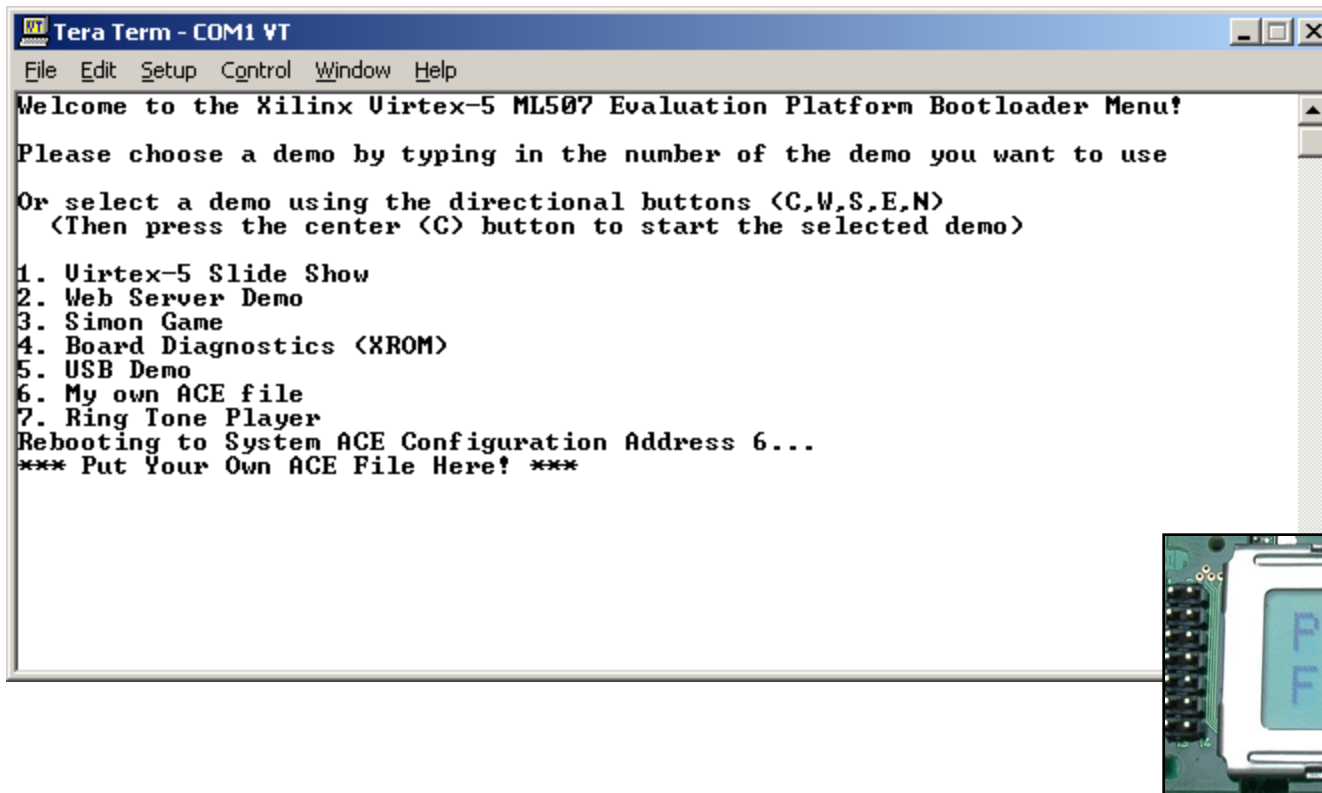 Tera Term - COM1 VT
File Edit Setup Control Window Help
Welcome to the Xilinx Virtex-5 ML507 Evaluation Platform Bootloader Menu!
Please choose a demo by typing in the number of the demo you want to use
Or select a demo using the directional buttons (C,W,S,E,N)
(Then press the center (C) button to start the selected demo)
1. Virtex-5 Slide Show
2. Web Server Demo
3. Simon Game
4. Board Diagnostics (XROM)
5. USB Demo
6. My own ACE file
7. Ring Tone Player
Rebooting to System ACE Configuration Address 6...
*** Put Your Own ACE File Here! ***
P
F